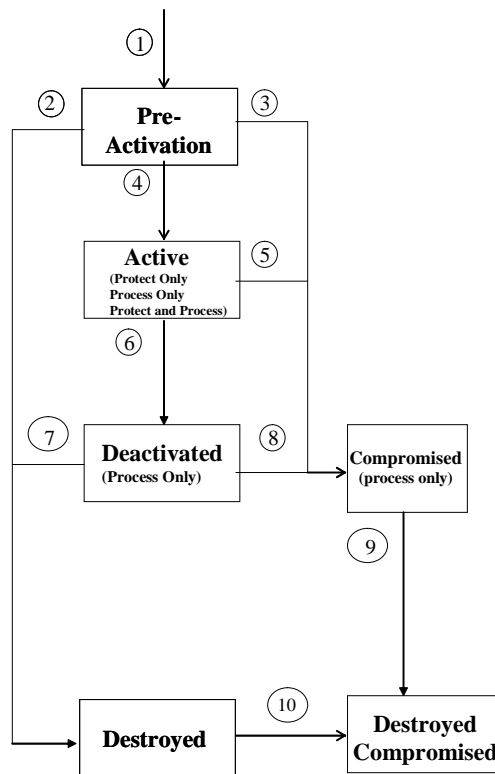 1
2
3
Pre-
Activation
4
Active
(Protect Only
Process Only
Protect and Process)
5
6
7
Deactivated
(Process Only)
8
Compromised
(process only)
9
Destroyed
10
Destroyed
Compromised